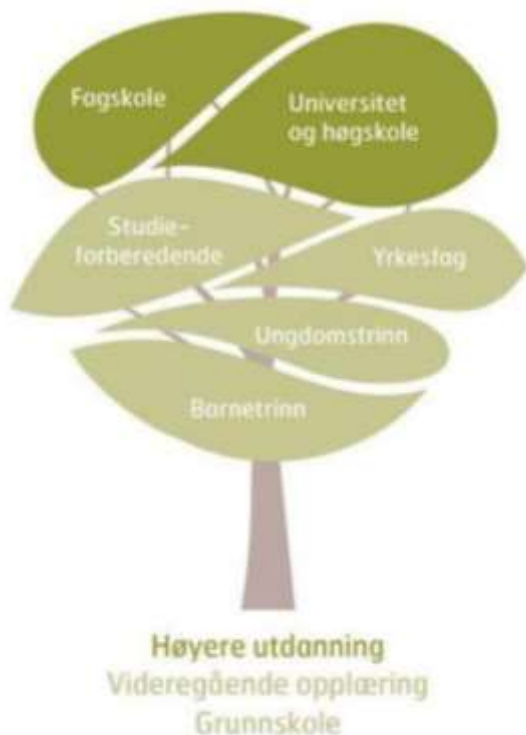 Fagskole
Universitet
og høgskole
Studie-
forberedende
Yrkesfag
Ungdomstrinn
Barnetrinn
Høyere utdanning
Videregående opplæring
Grunnskole